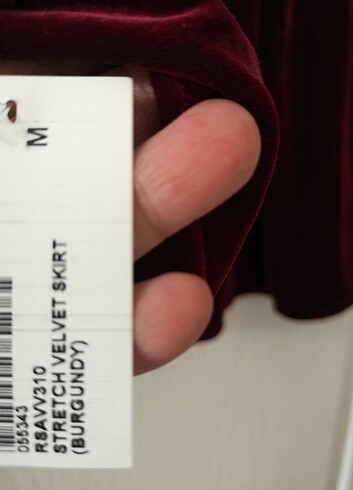 M
055343
RSAVV310
STRETCH VELVET SKIRT
(BURGUNDY)